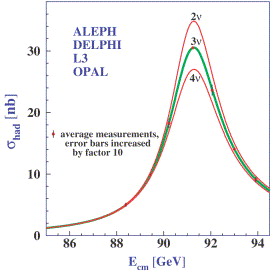 ALEPH
DELPHI
L3
OPAL
2ν
3ν
4ν
average measurements,
error bars increased
by factor 10
σhad [nb]
30
20
10
0
86 88 90 92 94
Ecm [GeV]